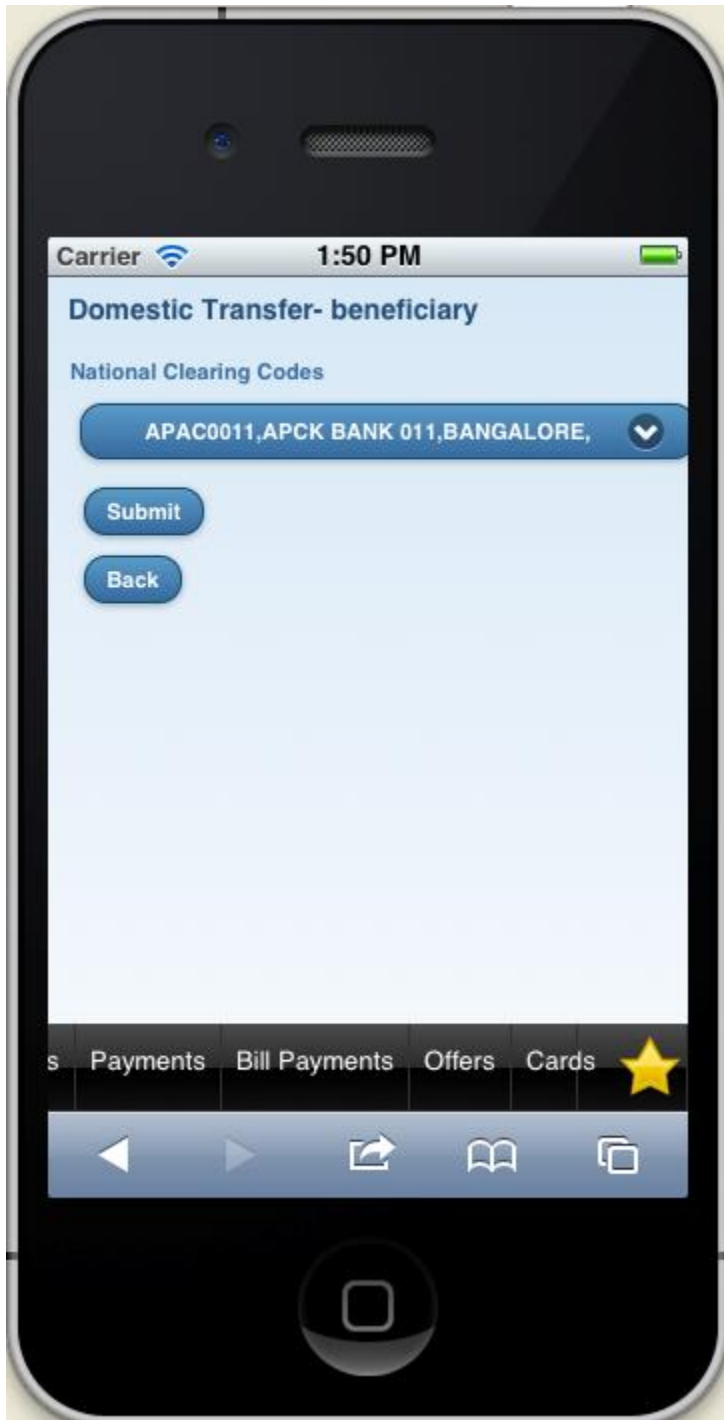 Carrier 1:50 PM
Domestic Transfer- beneficiary
National Clearing Codes
APAC0011,APCK BANK 011,BANGALORE,
Submit
Back
s Payments Bill Payments Offers Cards